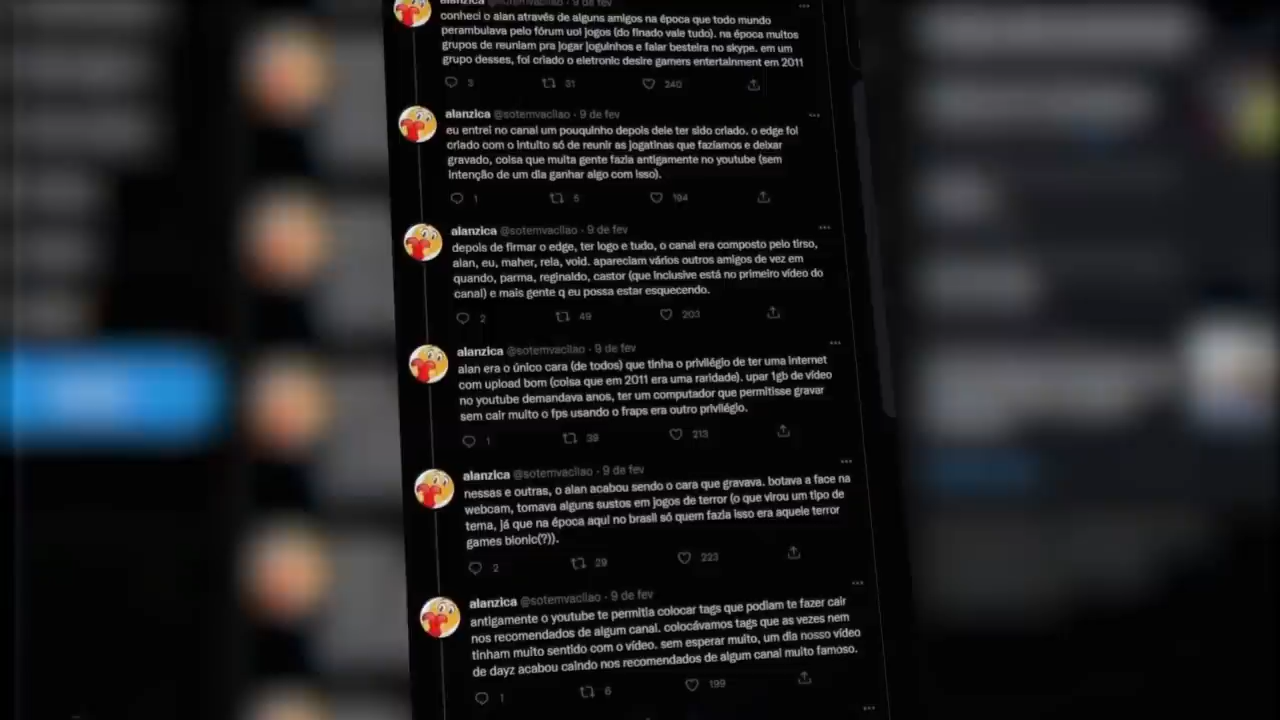 alanzica @sotemvacilao · 9 de fev
conheci o alan através de alguns amigos na época que todo mundo
perambulava pelo fórum uol jogos (do finado vale tudo). na época muitos
grupos de reuniam pra jogar joguinhos e falar besteira no skype. em um
grupo desses, foi criado o eletronic desire gamers entertainment em 2011
3 31 240
alanzica @sotemvacilao · 9 de fev
eu entrei no canal um pouquinho depois dele ter sido criado. o edge foi
criado com o intuito só de reunir as jogatinas que fazíamos e deixar
gravado, coisa que muita gente fazia antigamente no youtube (sem
intenção de um dia ganhar algo com isso).
1 5 194
alanzica @sotemvacilao · 9 de fev
depois de firmar o edge, ter logo e tudo, o canal era composto pelo tirso,
alan, eu, maher, rela, void. apareciam vários outros amigos de vez em
quando, parma, reginaldo, castor (que inclusive está no primeiro vídeo do
canal) e mais gente q eu possa estar esquecendo.
2 49 203
alanzica @sotemvacilao · 9 de fev
alan era o único cara (de todos) que tinha o privilégio de ter uma internet
com upload bom (coisa que em 2011 era uma raridade). upar 1gb de vídeo
no youtube demandava anos, ter um computador que permitisse gravar
sem cair muito o fps usando o fraps era outro privilégio.
1 39 213
alanzica @sotemvacilao · 9 de fev
nessas e outras, o alan acabou sendo o cara que gravava. botava a face na
webcam, tomava alguns sustos em jogos de terror (o que virou um tipo de
tema, já que na época aqui no brasil só quem fazia isso era aquele terror
games bionic(?)).
2 29 223
alanzica @sotemvacilao · 9 de fev
antigamente o youtube te permitia colocar tags que podiam te fazer cair
nos recomendados de algum canal. colocávamos tags que as vezes nem
tinham muito sentido com o vídeo. sem esperar muito, um dia nosso vídeo
de dayz acabou caindo nos recomendados de algum canal muito famoso.
1 6 199